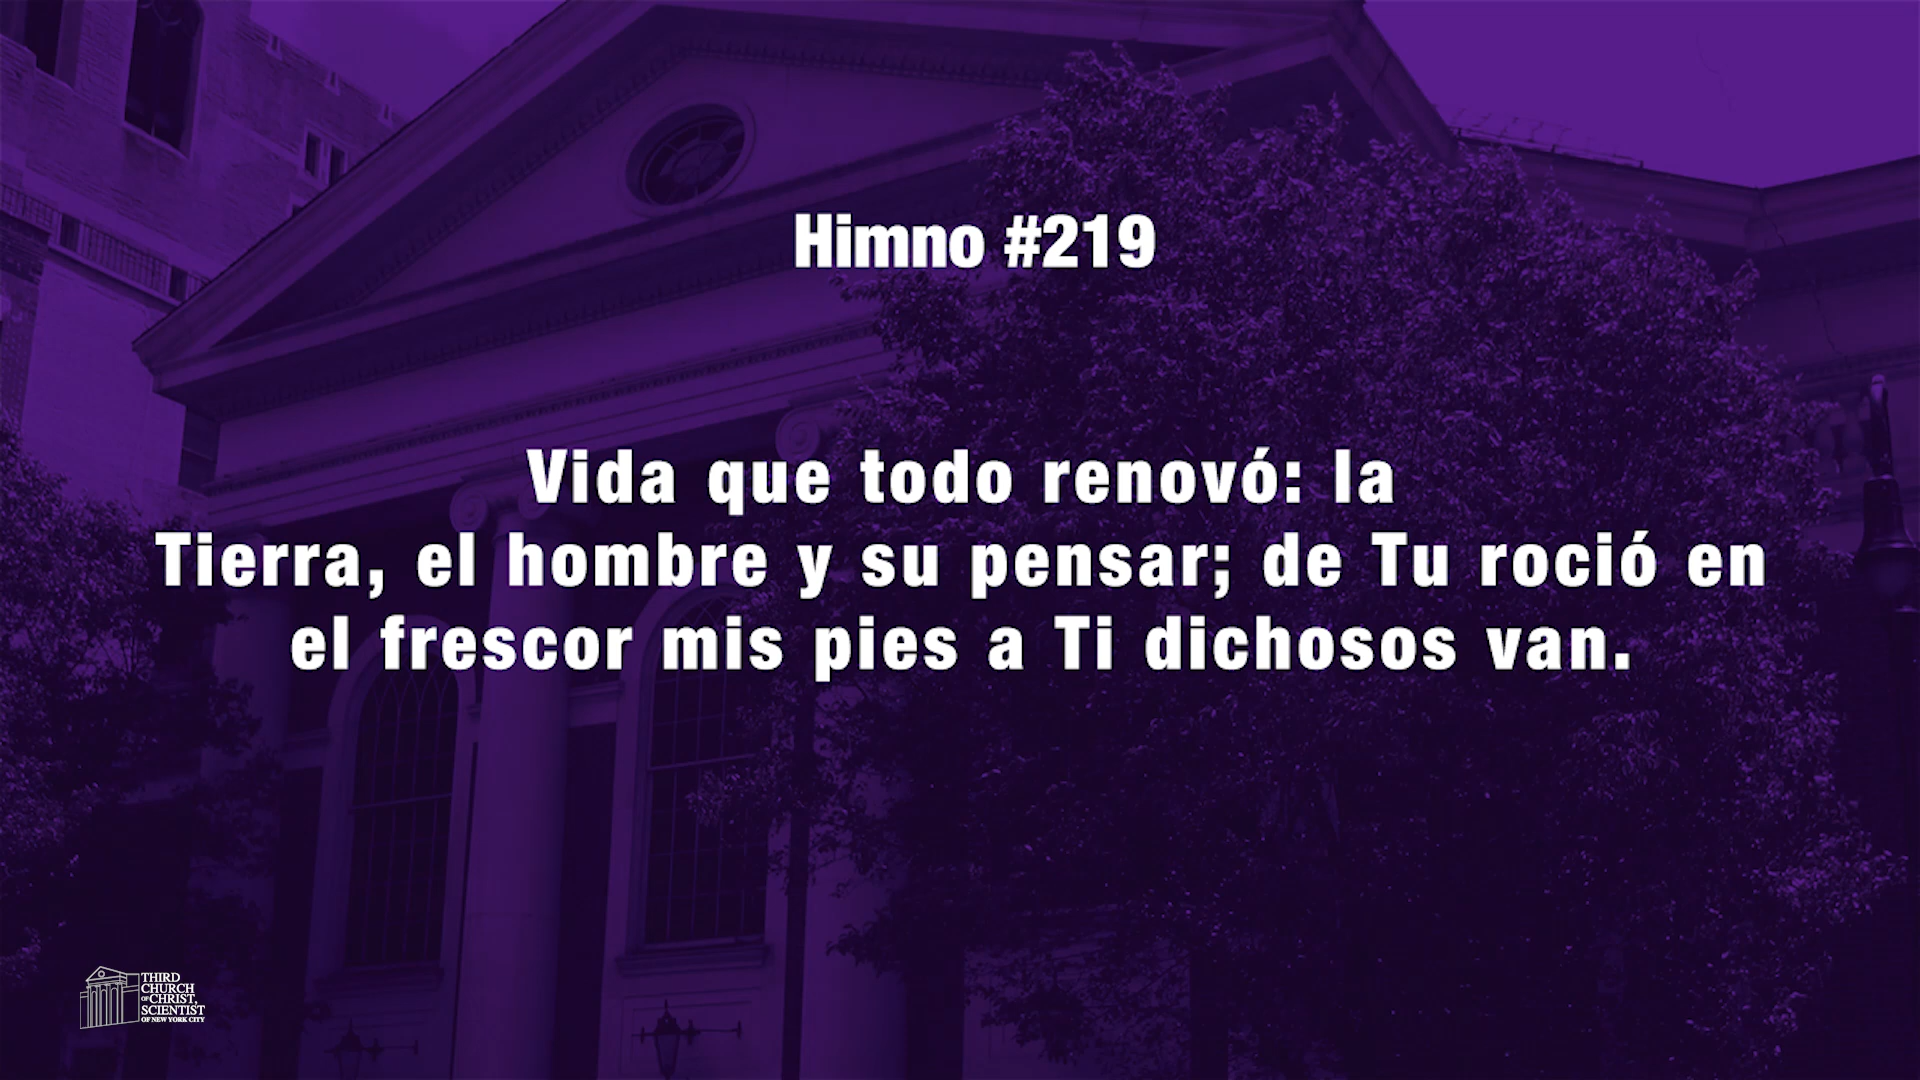 Himno #219
Vida que todo renovó: la
Tierra, el hombre y su pensar; de Tu roció en
el frescor mis pies a Ti dichosos van.
THIRD
CHURCH
OF CHRIST,
SCIENTIST
OF NEW YORK CITY